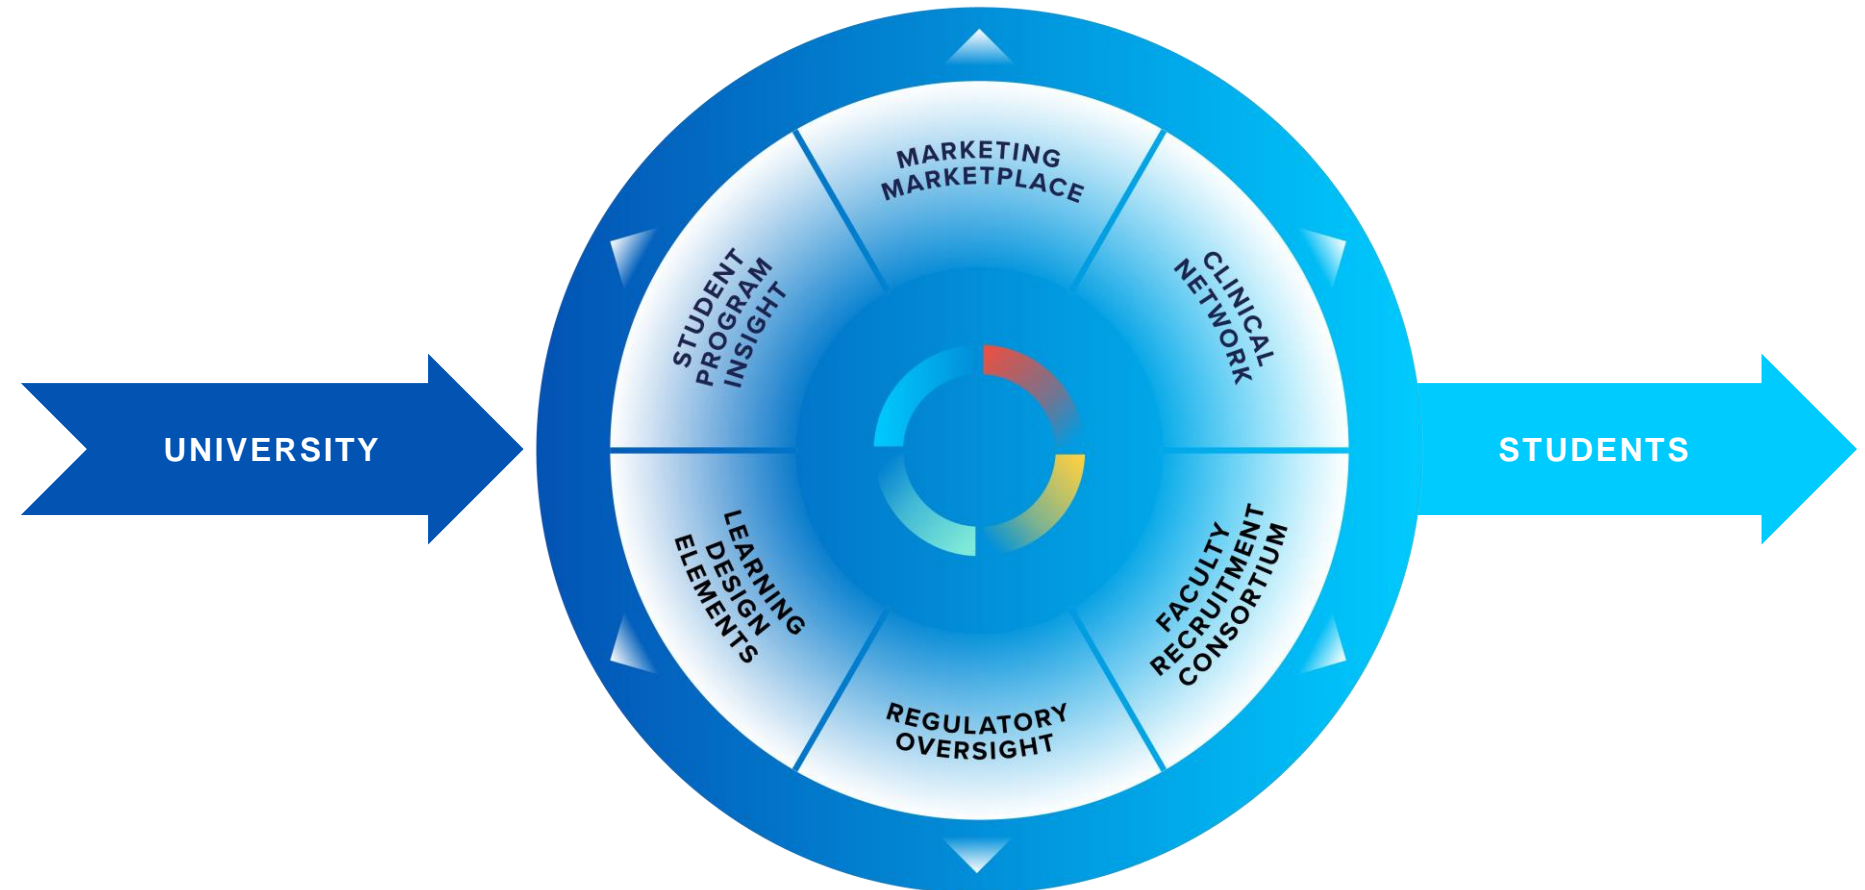 UNIVERSITY
MARKETING
MARKETPLACE
CLINICAL
NETWORK
FACULTY
RECRUITMENT
CONSORTIUM
REGULATORY
OVERSIGHT
LEARNING
DESIGN
ELEMENTS
STUDENT
PROGRAM
INSIGHT
STUDENTS